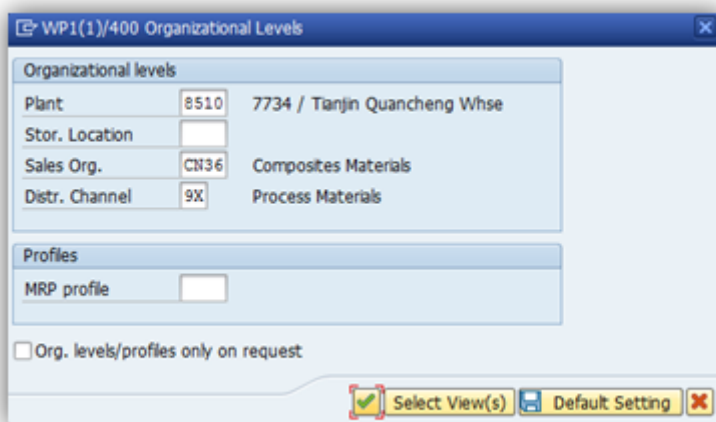 WP1(1)/400 Organizational Levels
Organizational levels
Plant 8510 7734 / Tianjin Quancheng Whse
Stor. Location
Sales Org. CN36 Composites Materials
Distr. Channel 9X Process Materials
Profiles
MRP profile
Org. levels/profiles only on request
Select View(s) Default Setting